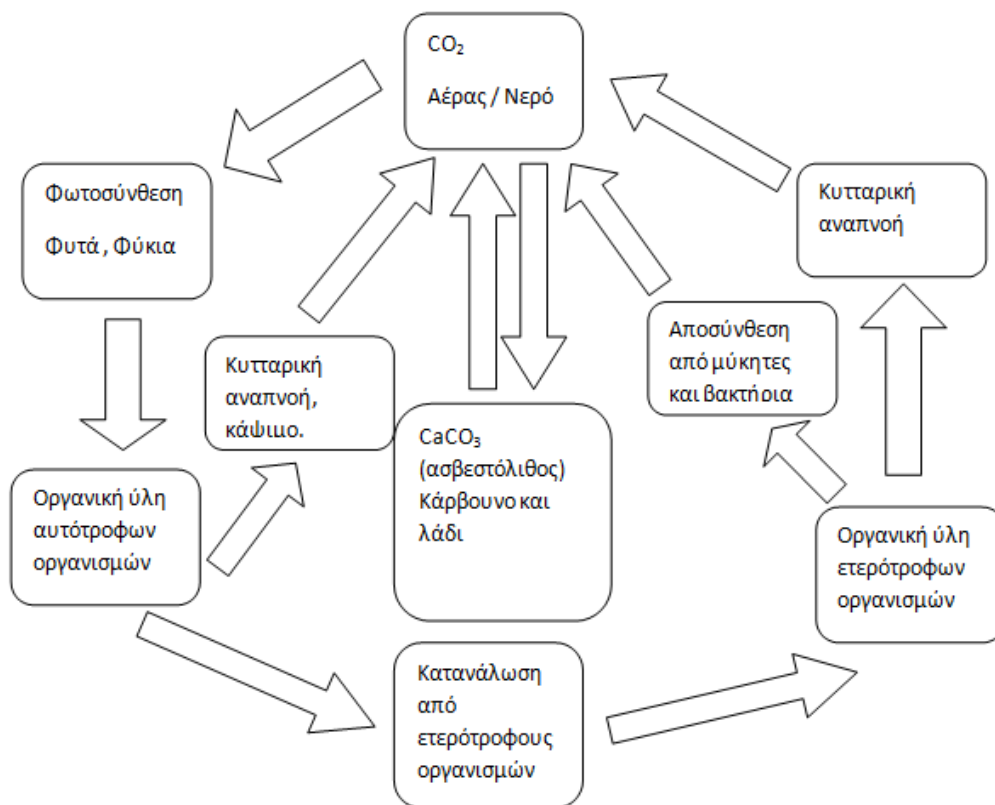 CO₂
Αέρας / Νερό
Φωτοσύνθεση
Φυτά , Φύκια
Κυτταρική
αναπνοή
Κυτταρική
αναπνοή,
κάψιμο.
Αποσύνθεση
από μύκητες
και βακτήρια
CaCO₃
(ασβεστόλιθος)
Κάρβουνο και
λάδι
Οργανική ύλη
αυτότροφων
οργανισμών
Οργανική ύλη
ετερότροφων
οργανισμών
Κατανάλωση
από
ετερότροφους
οργανισμών